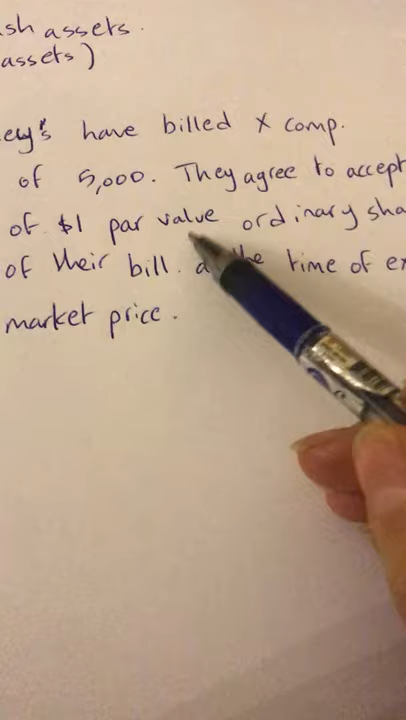 sh assets.
assets)
ey's have billed X comp.
of 5,000. They agree to accept
of $1 par value ordinary sha
of their bill. a the time of ex
market price.